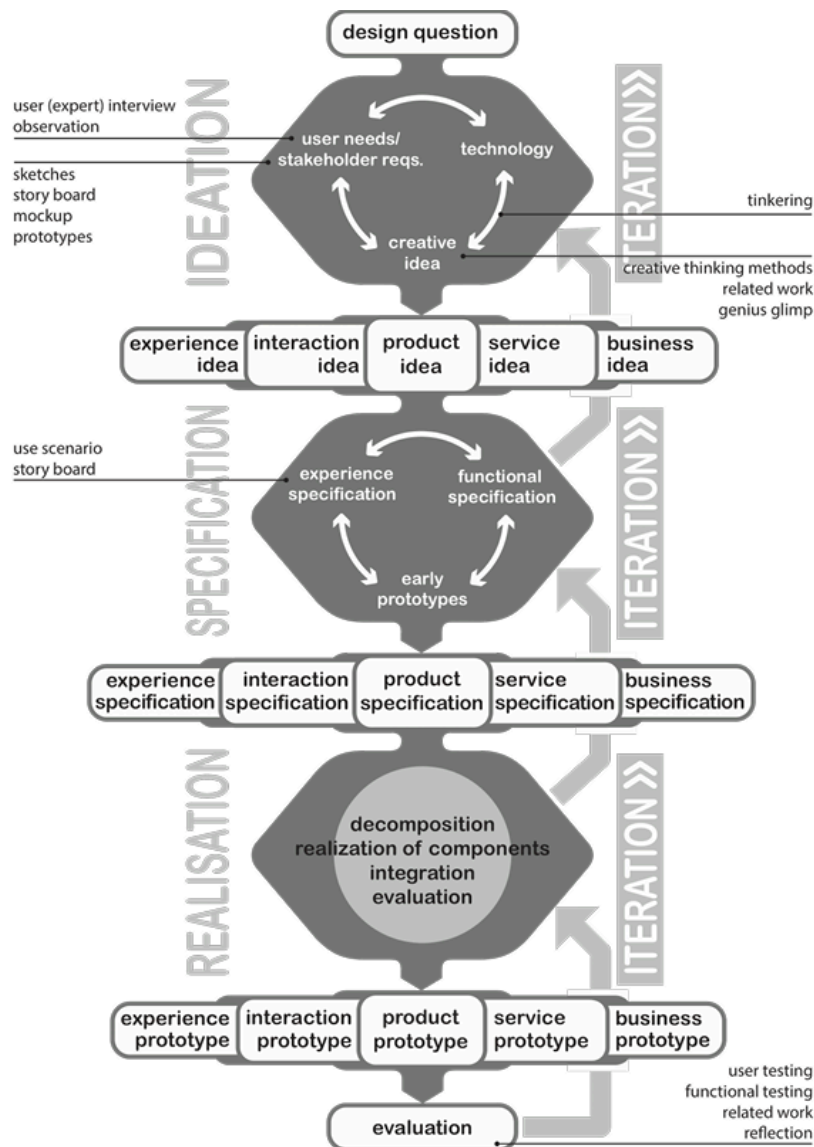 design question
IDEATION
user (expert) interview
observation
sketches
story board
mockup
prototypes
user needs/
stakeholder reqs.
technology
creative
idea
tinkering
creative thinking methods
related work
genius glimp
ITERATION >>
experience
idea
interaction
idea
product
idea
service
idea
business
idea
SPECIFICATION
use scenario
story board
experience
specification
functional
specification
early
prototypes
ITERATION >>
experience
specification
interaction
specification
product
specification
service
specification
business
specification
REALISATION
decomposition
realization of components
integration
evaluation
ITERATION >>
experience
prototype
interaction
prototype
product
prototype
service
prototype
business
prototype
evaluation
user testing
functional testing
related work
reflection